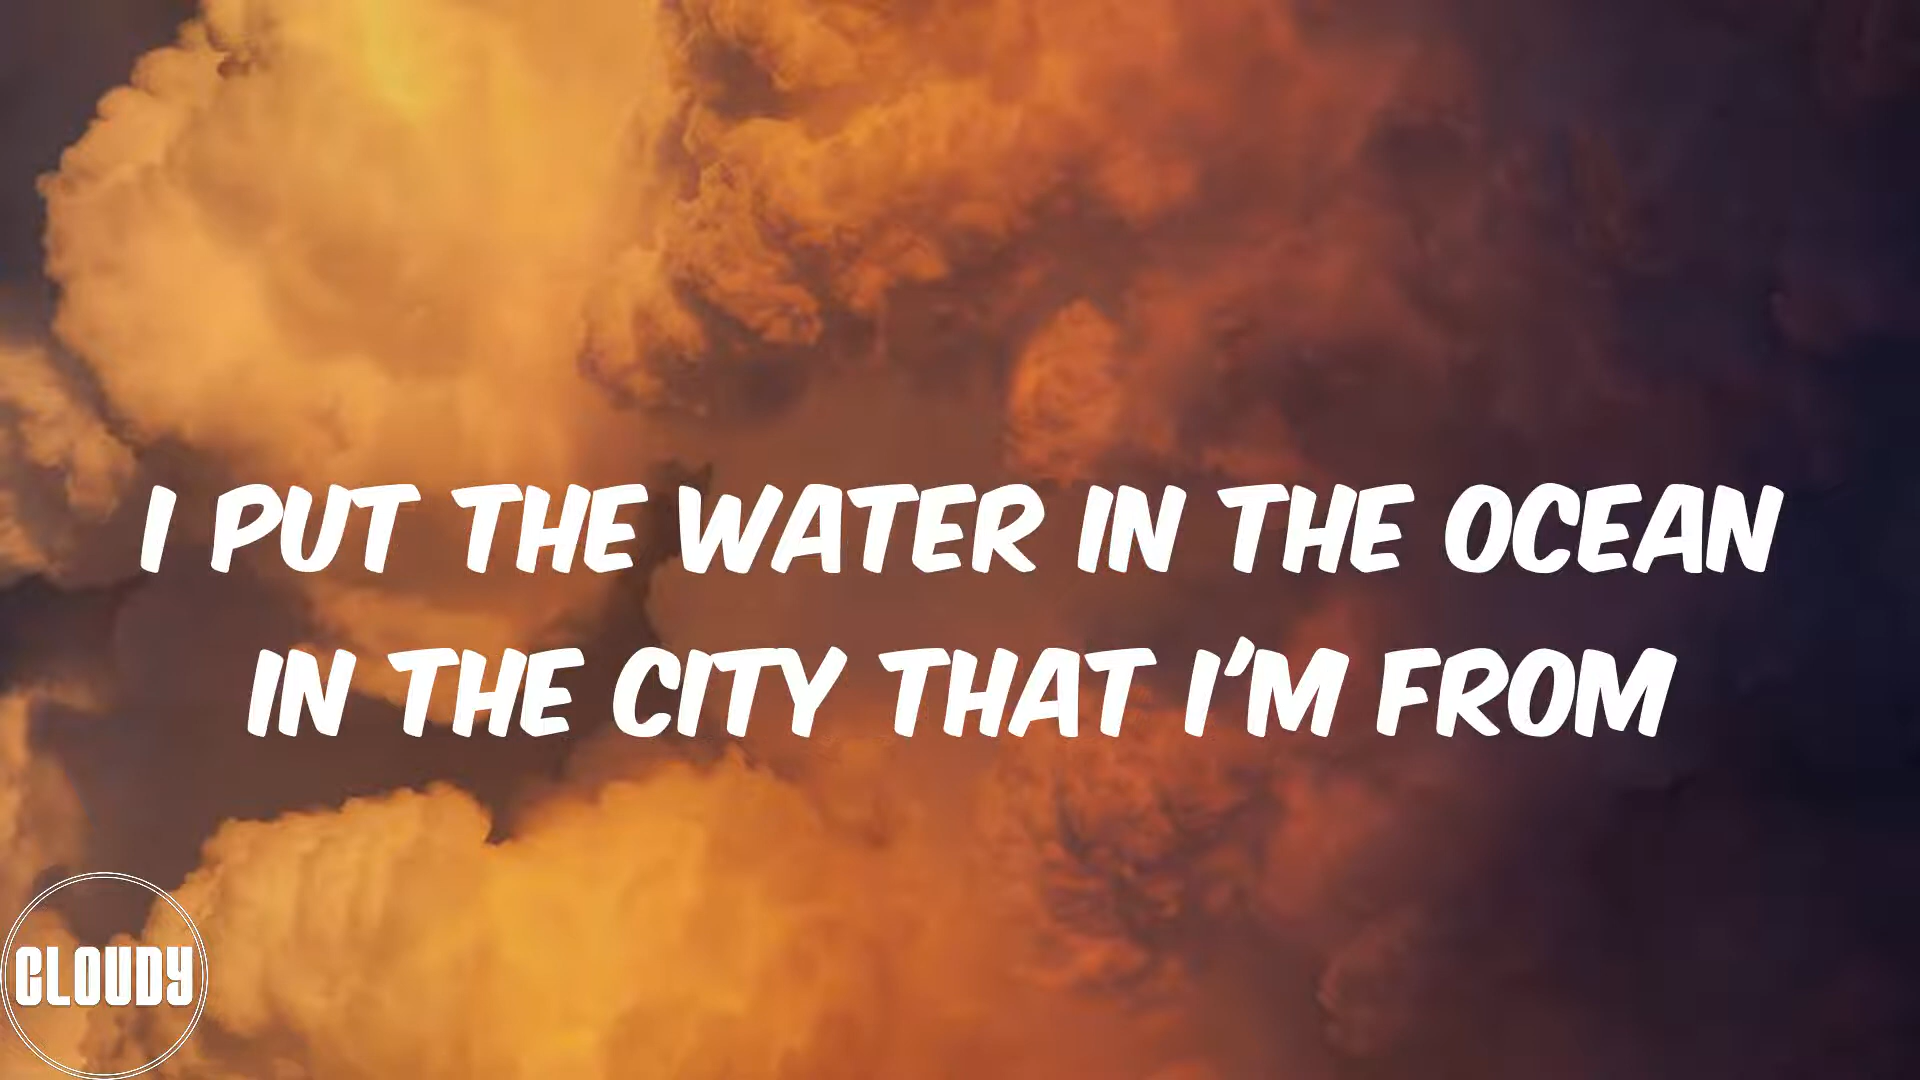 I PUT THE WATER IN THE OCEAN
IN THE CITY THAT I'M FROM
CLOUDY